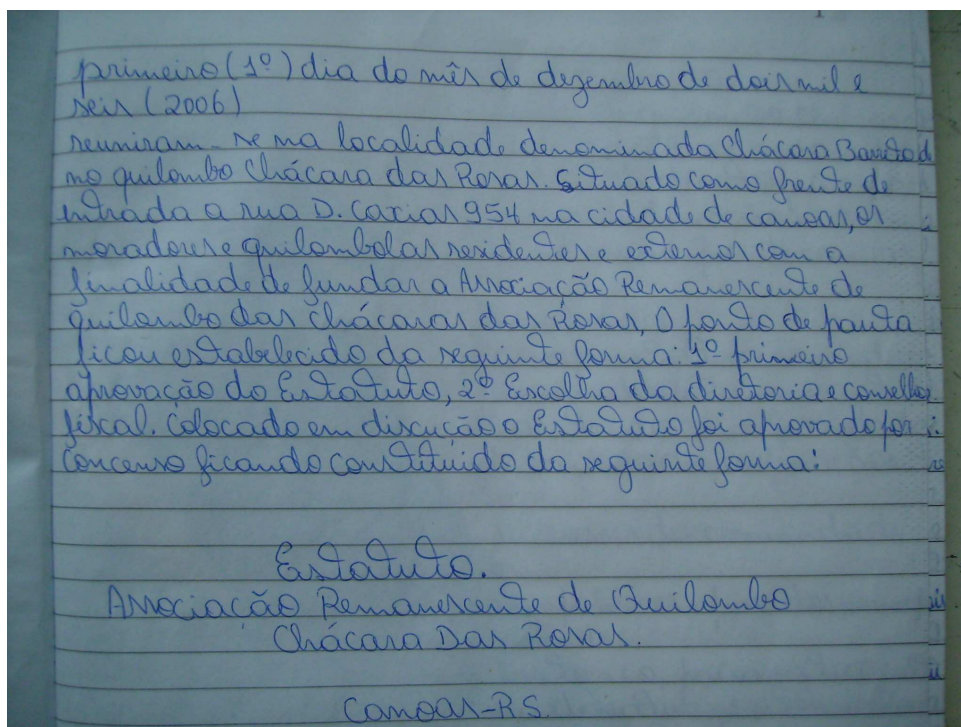 primeiro (1º) dia do mês de dezembro de dois mil e
seis (2006)
reuniram-se na localidade denominada Chácara Barreto
no quilombo Chácara das Rosas. Situado como frente de
entrada a rua D. Caxias 954 na cidade de canoas, os
moradores e quilombolas residentes e externos com a
finalidade de fundar a Associação Remanescente de
quilombo das chácaras das Rosas, O ponto de pauta
ficou estabelecido da seguinte forma: 1º primeiro
aprovação do Estatuto, 2º Escolha da diretoria e conselho
fiscal. Colocado em discução o Estatuto foi aprovado por
concenso ficando constituido da seguinte forma:
Estatuto.
Associação Remanescente de Quilombo
Chácara Das Rosas.
Canoas-RS.